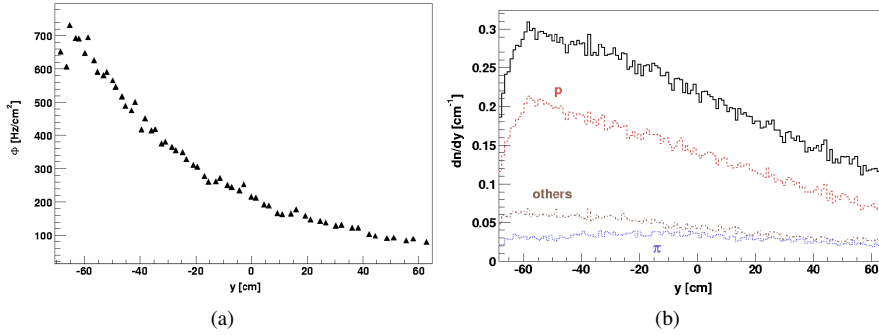 Φ [Hz/cm²]
700
600
500
400
300
200
100
-60 -40 -20 0 20 40 60
y [cm]
(a)
dn/dy [cm⁻¹]
0.3
0.25
0.2
0.15
0.1
0.05
0
p
others
π
-60 -40 -20 0 20 40 60
y [cm]
(b)